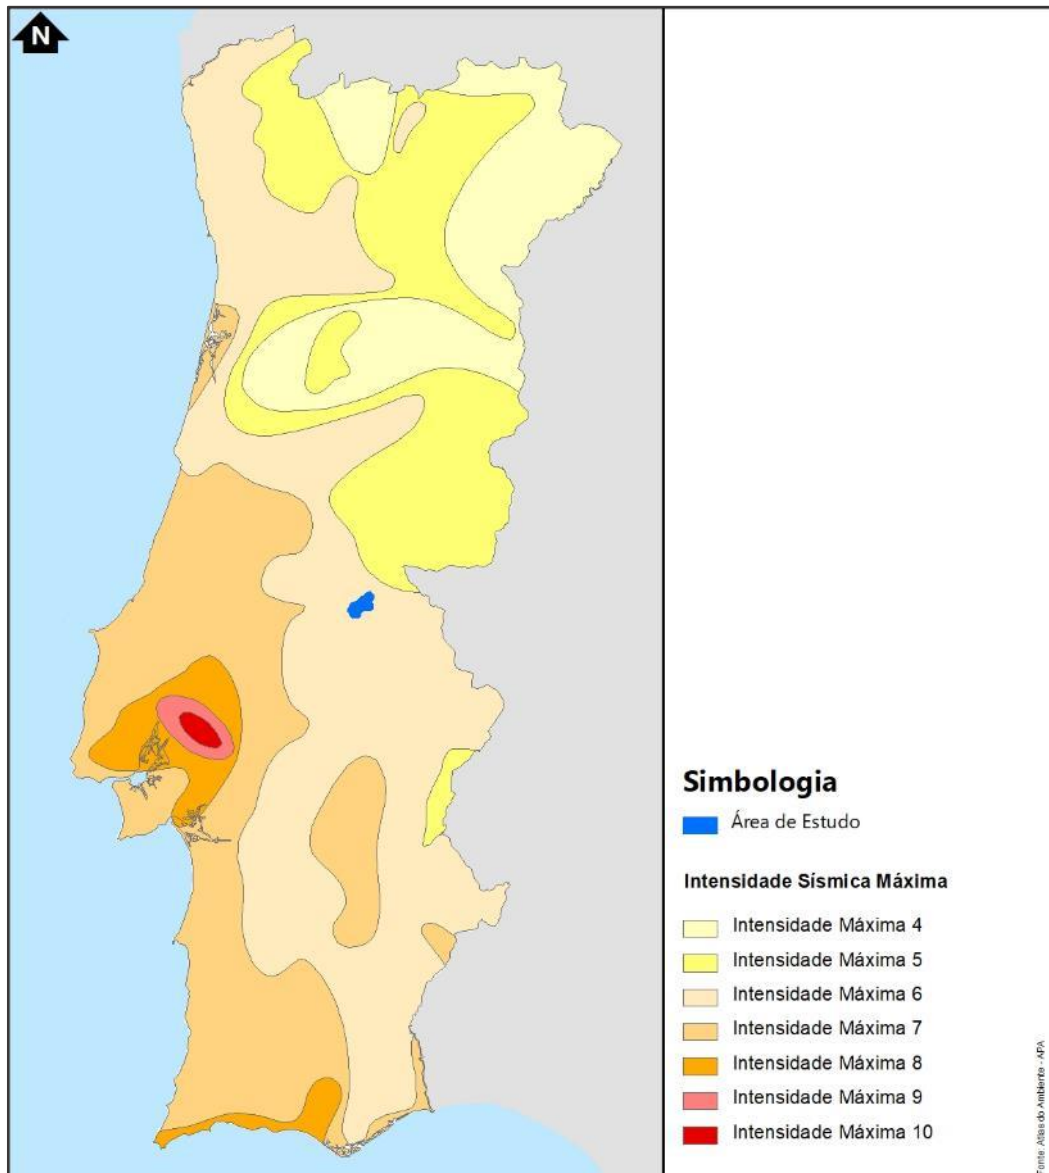 N
Simbologia
Área de Estudo
Intensidade Sísmica Máxima
Intensidade Máxima 4
Intensidade Máxima 5
Intensidade Máxima 6
Intensidade Máxima 7
Intensidade Máxima 8
Intensidade Máxima 9
Intensidade Máxima 10
Fonte: Atlas do Ambiente - APA